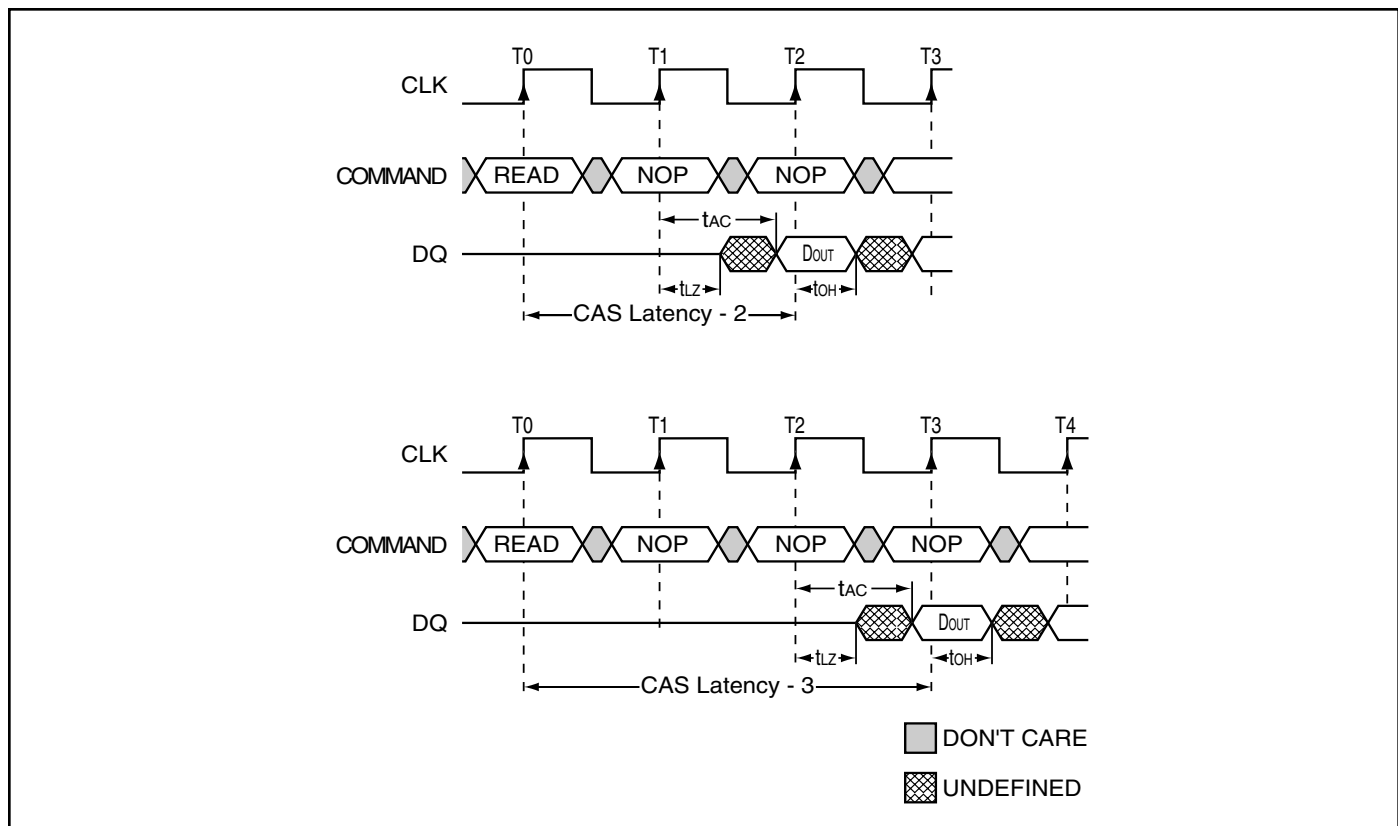 T0 T1 T2 T3
CLK
COMMAND READ NOP NOP
tAC
DQ DOUT
tLZ tOH
CAS Latency - 2
T0 T1 T2 T3 T4
CLK
COMMAND READ NOP NOP NOP
tAC
DQ DOUT
tLZ tOH
CAS Latency - 3
DON'T CARE
UNDEFINED